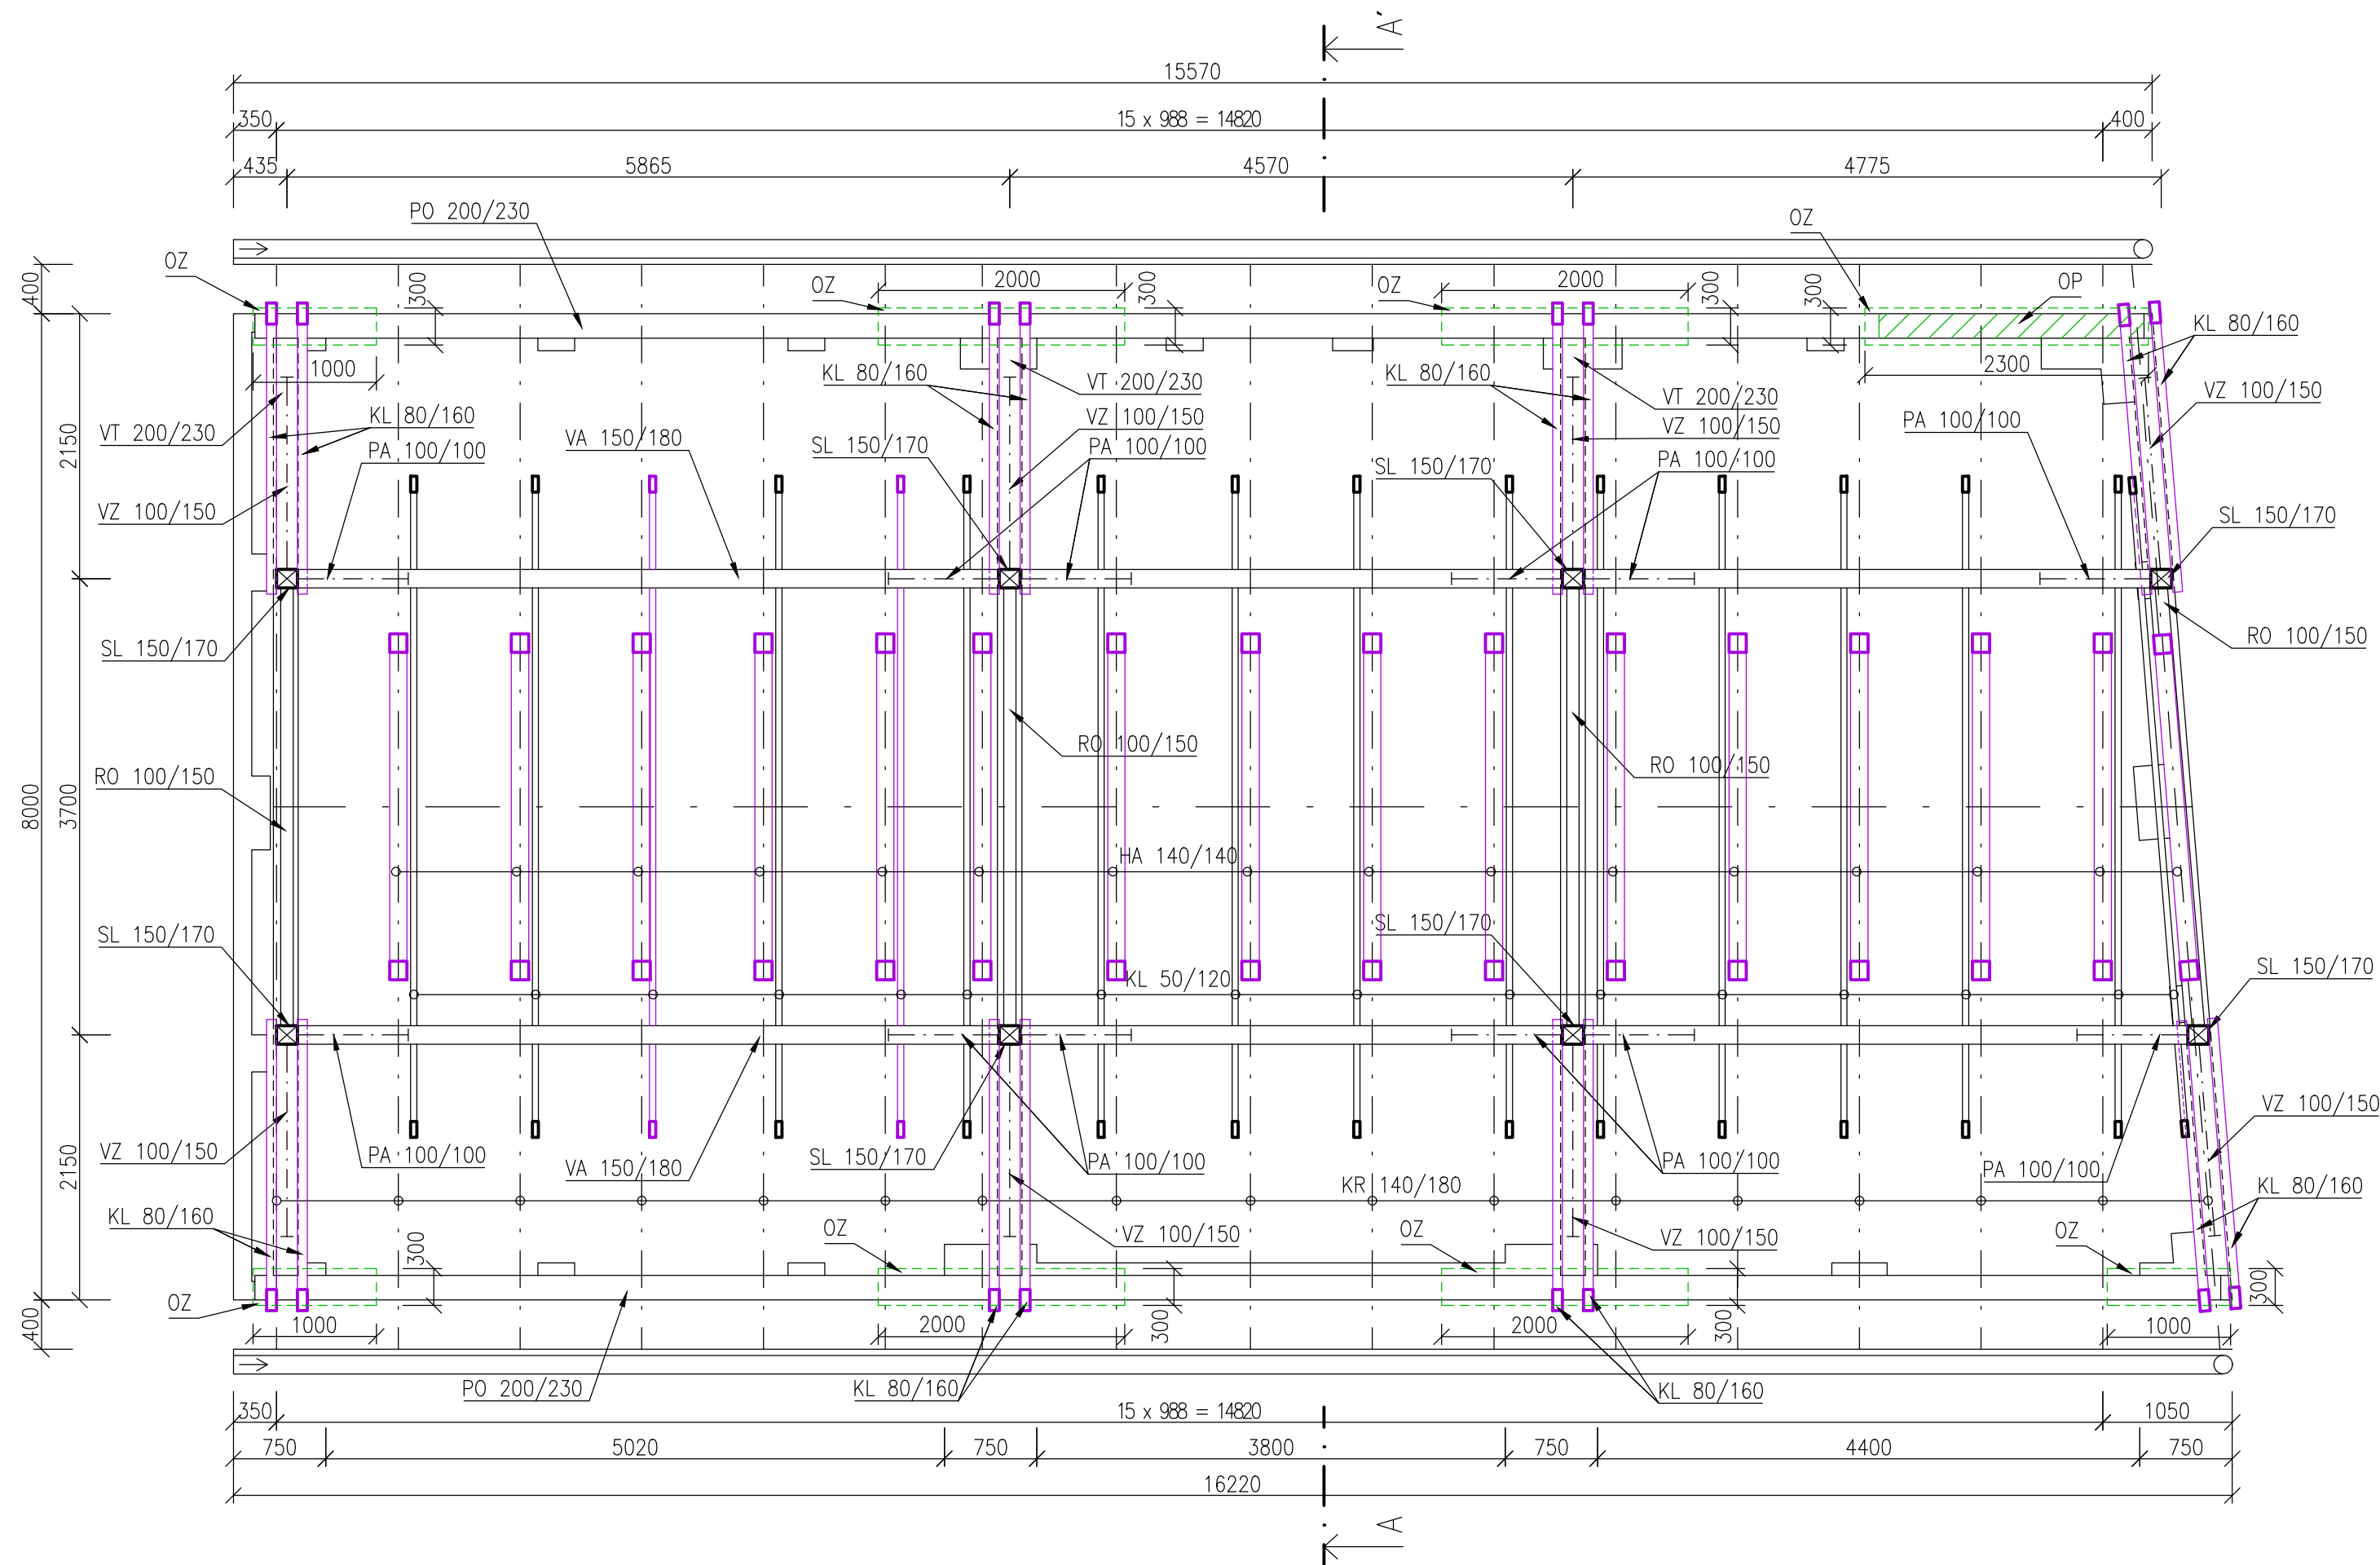 A'
15570
350
15 x 988 = 14820
400
435
5865
4570
4775
PO 200/230
OZ
OZ
OZ
OZ
OP
400
300
2000
300
2000
300
300
KL 80/160
1000
KL 80/160
VT 200/230
KL 80/160
VT 200/230
2300
VZ 100/150
KL 80/160
VZ 100/150
VZ 100/150
PA 100/100
VT 200/230
2150
PA 100/100
VA 150/180
SL 150/170
PA 100/100
SL 150/170
PA 100/100
VZ 100/150
SL 150/170
SL 150/170
RO 100/150
RO 100/150
RO 100/150
RO 100/150
8000
3700
HA 140/140
SL 150/170
SL 150/170
KL 50/120
SL 150/170
VZ 100/150
VZ 100/150
2150
PA 100/100
VA 150/180
SL 150/170
PA 100/100
PA 100/100
PA 100/100
KR 140/180
KL 80/160
KL 80/160
OZ
VZ 100/150
OZ
VZ 100/150
OZ
300
300
OZ
400
1000
2000
300
2000
300
1000
PO 200/230
KL 80/160
KL 80/160
350
15 x 988 = 14820
1050
750
5020
750
3800
750
4400
750
16220
A